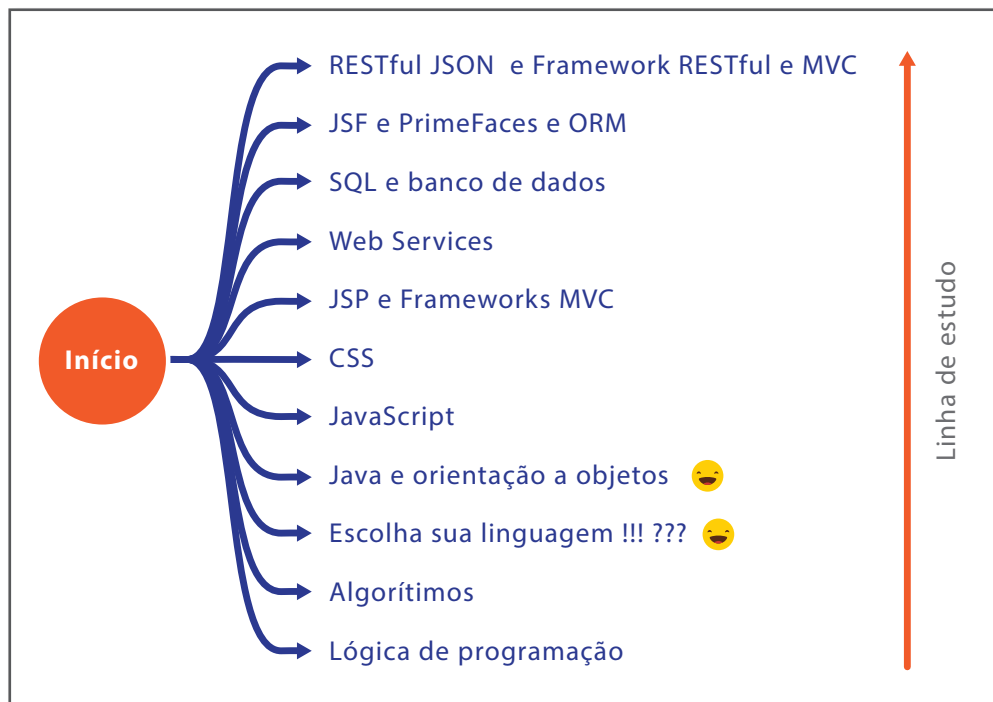 RESTful JSON e Framework RESTful e MVC
JSF e PrimeFaces e ORM
SQL e banco de dados
Web Services
JSP e Frameworks MVC
Início
CSS
JavaScript
Java e orientação a objetos
Escolha sua linguagem !!! ???
Algorítimos
Lógica de programação
Linha de estudo